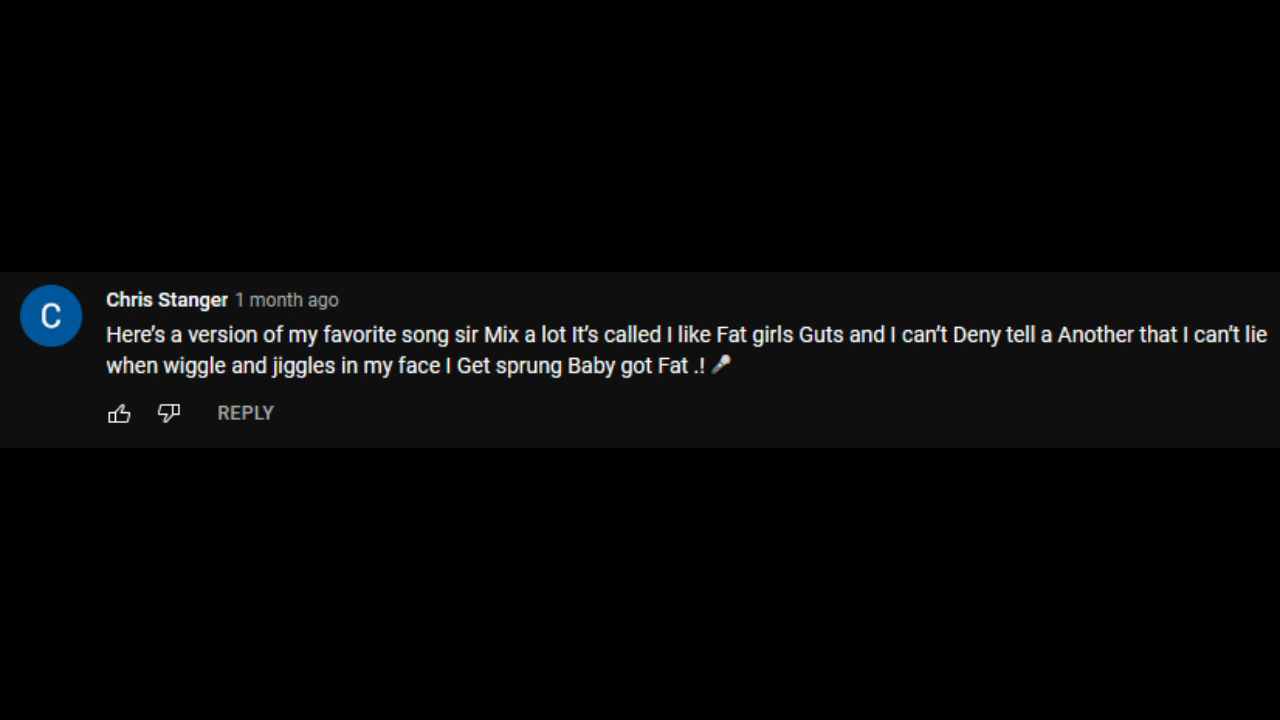 C
Chris Stanger 1 month ago
Here's a version of my favorite song sir Mix a lot It's called I like Fat girls Guts and I can't Deny tell a Another that I can't lie
when wiggle and jiggles in my face I Get sprung Baby got Fat .! 🎤
REPLY